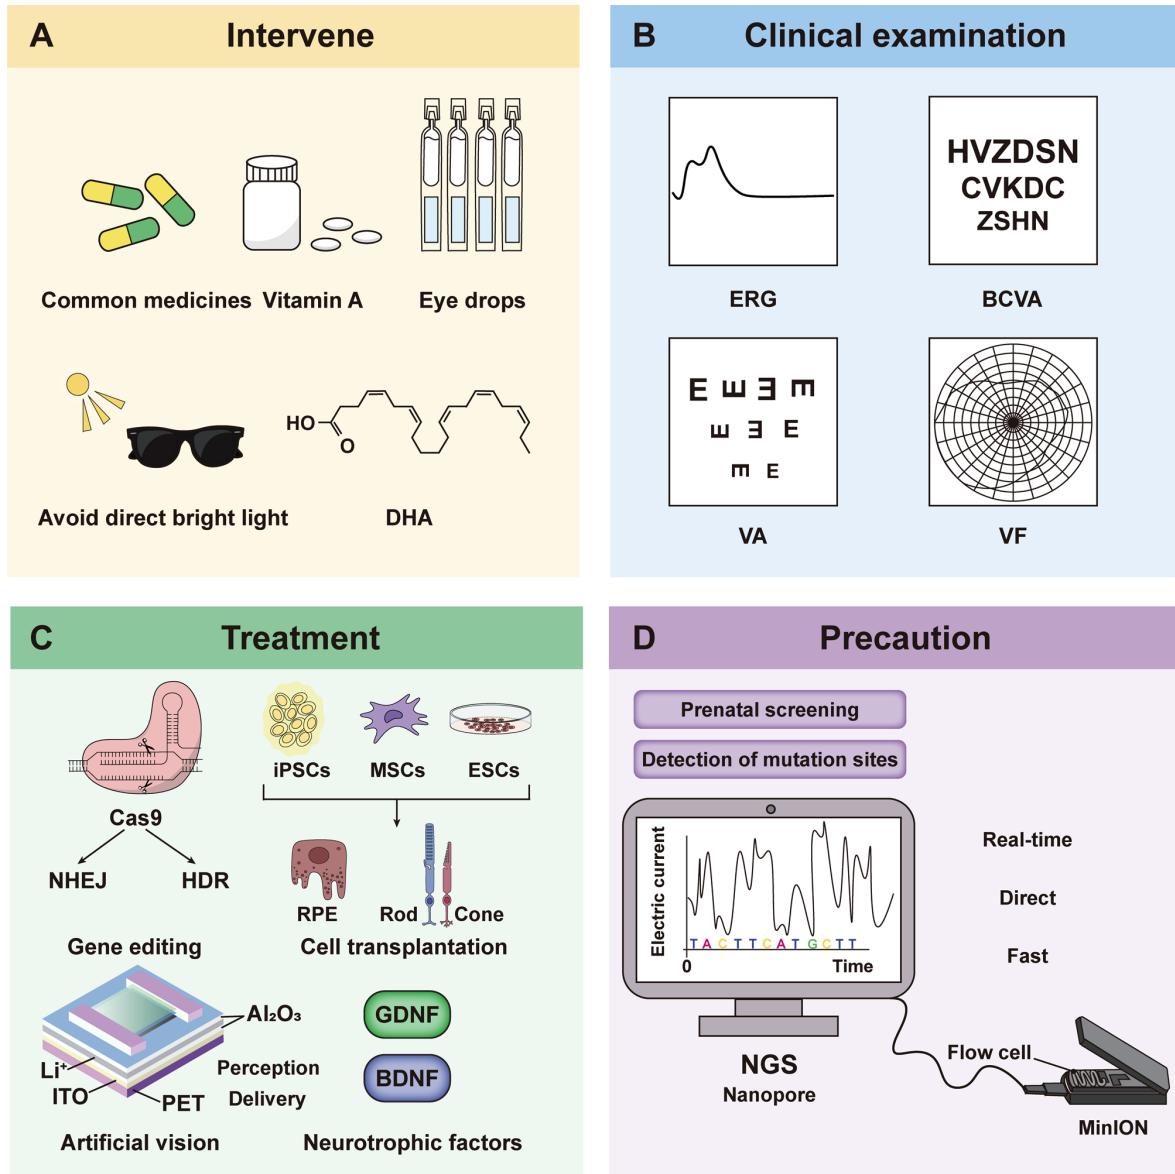 A Intervene
Common medicines Vitamin A Eye drops
HO
O
Avoid direct bright light DHA
B Clinical examination
HVZDSN
CVKDC
ZSHN
ERG BCVA
E E E E
E E E
E E
VA VF
C Treatment
iPSCs MSCs ESCs
Cas9
NHEJ HDR
RPE Rod Cone
Gene editing Cell transplantation
Al₂O₃
Li⁺
ITO
PET
Perception
Delivery
Artificial vision
GDNF
BDNF
Neurotrophic factors
D Precaution
Prenatal screening
Detection of mutation sites
Electric current
TACTTCATGCTT
0 Time
Real-time
Direct
Fast
NGS
Nanopore
Flow cell
MinION